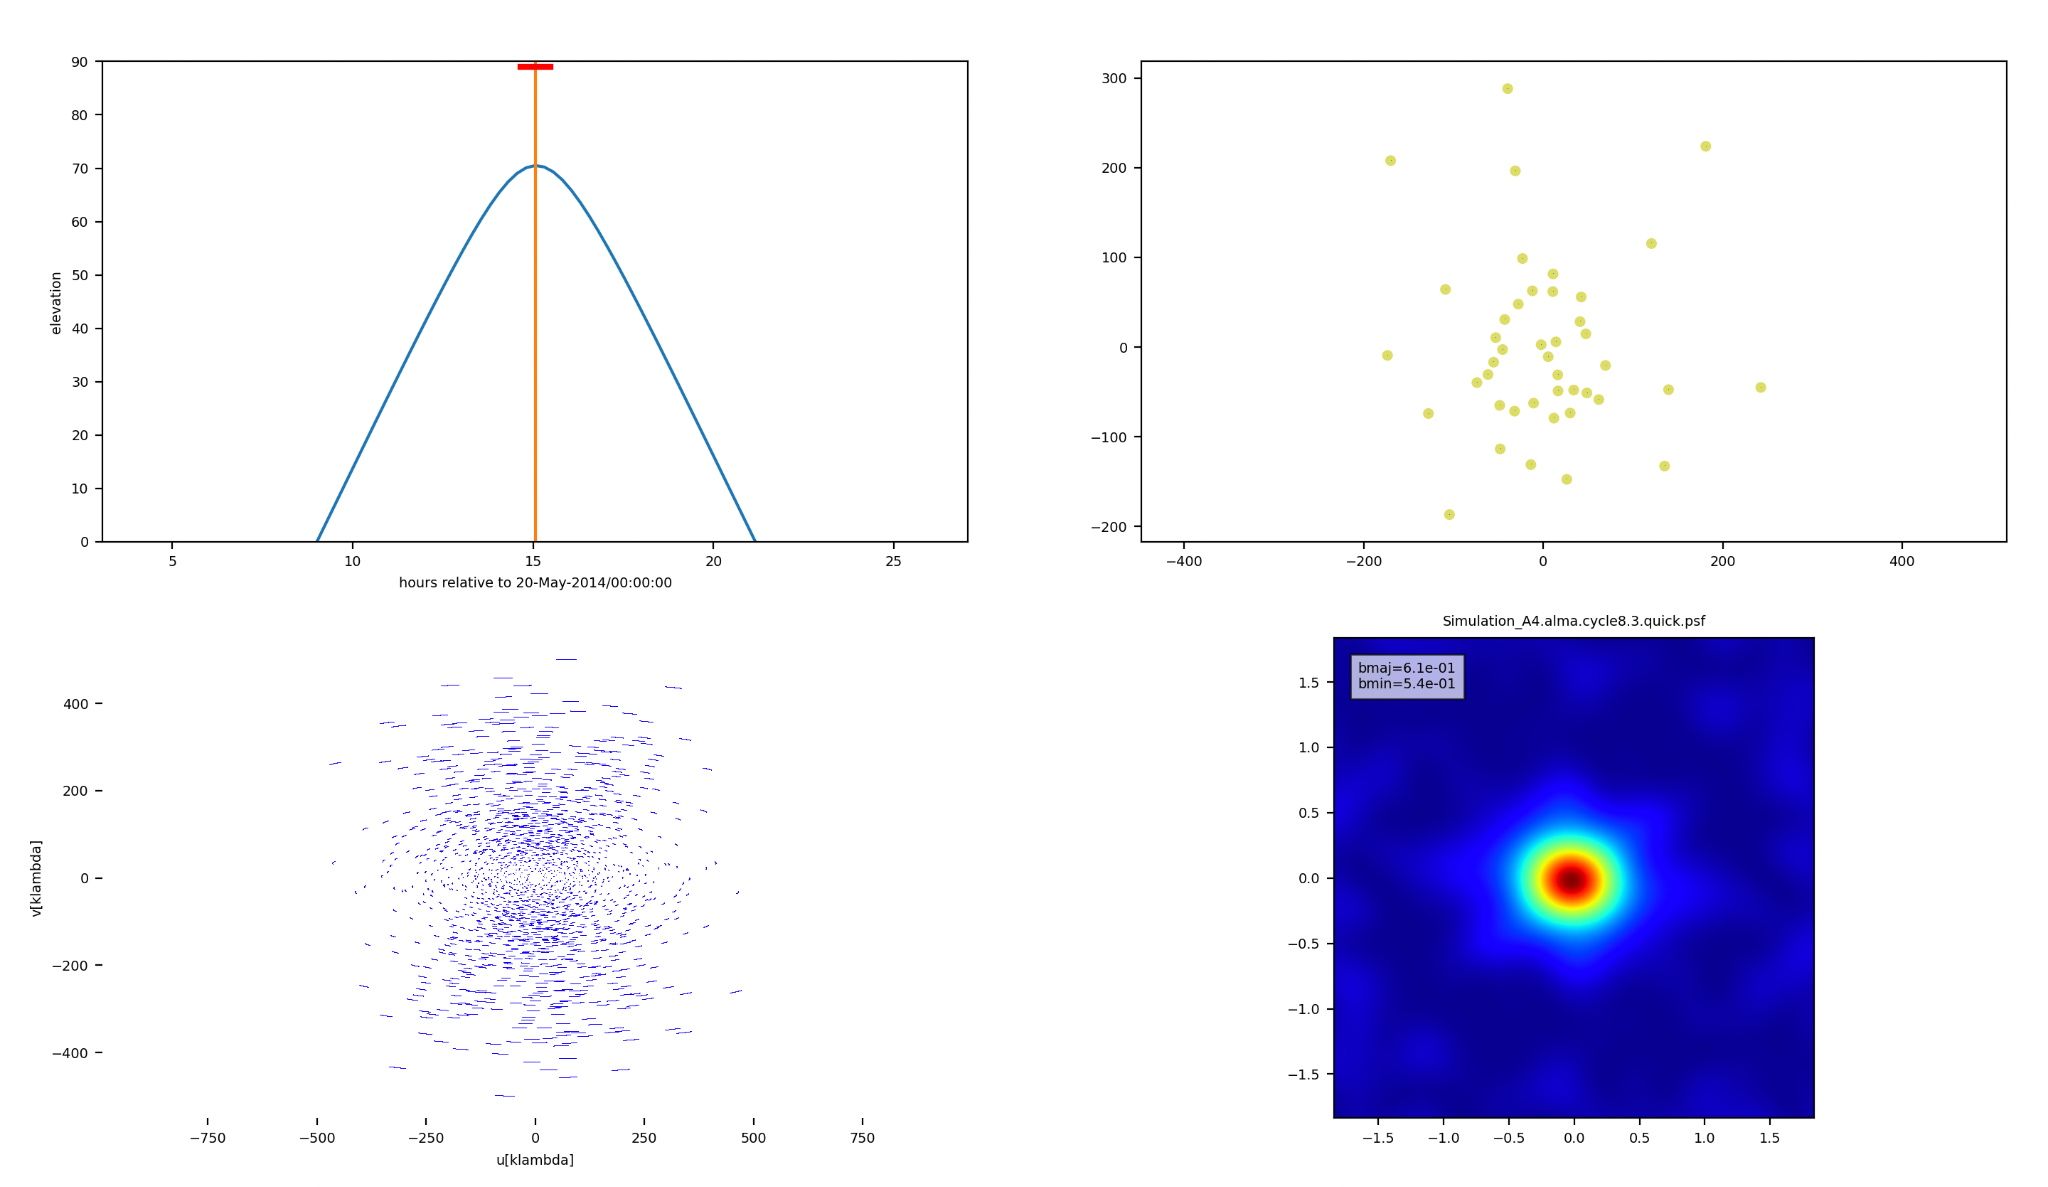 90
80
70
60
50
40
30
20
10
0
elevation
5 10 15 20 25
hours relative to 20-May-2014/00:00:00
300
200
100
0
−100
−200
−400 −200 0 200 400
400
200
0
−200
−400
v[klambda]
−750 −500 −250 0 250 500 750
u[klambda]
Simulation_A4.alma.cycle8.3.quick.psf
bmaj=6.1e-01
bmin=5.4e-01
1.5
1.0
0.5
0.0
−0.5
−1.0
−1.5
−1.5 −1.0 −0.5 0.0 0.5 1.0 1.5